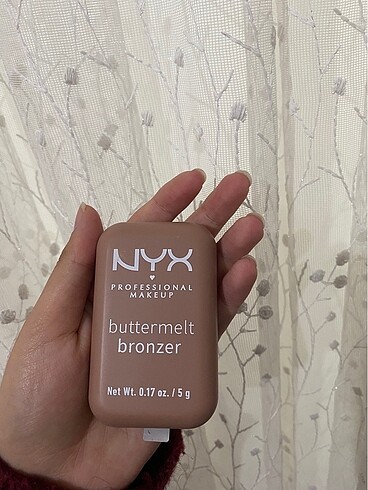 NYX
PROFESSIONAL
MAKEUP
buttermelt
bronzer
Net Wt. 0.17 oz. / 5 g